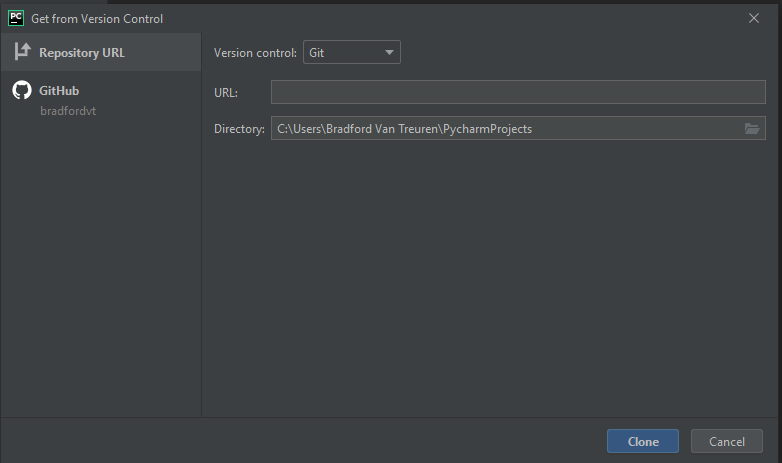 PC Get from Version Control
Repository URL
GitHub
bradfordvt
Version control: Git
URL:
Directory: C:\Users\Bradford Van Treuren\PycharmProjects
Clone Cancel